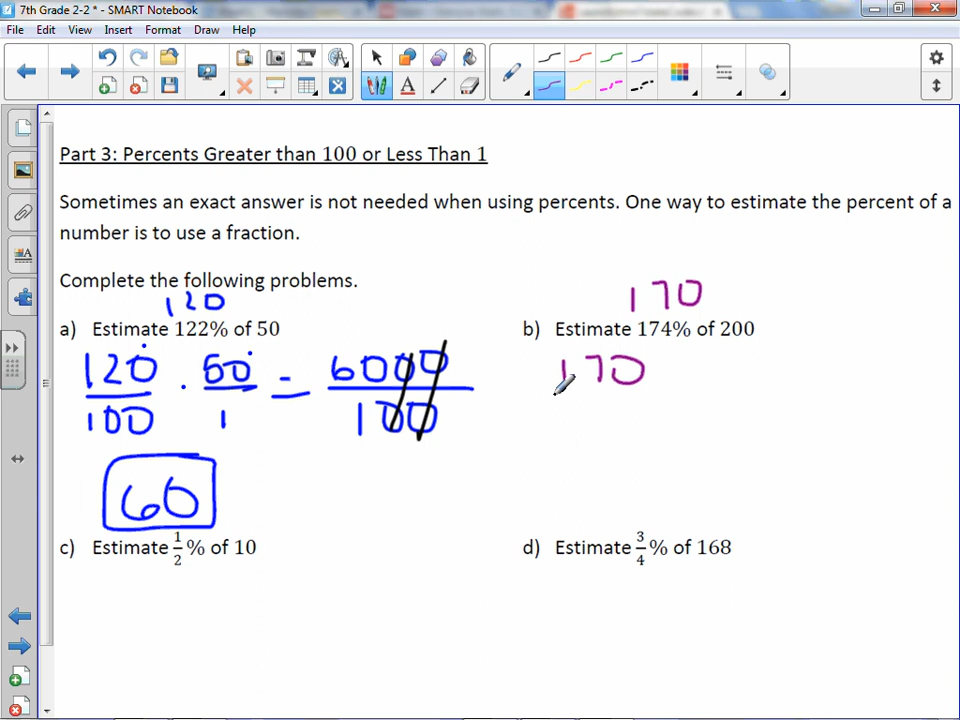 7th Grade 2-2 * - SMART Notebook
File Edit View Insert Format Draw Help
Part 3: Percents Greater than 100 or Less Than 1
Sometimes an exact answer is not needed when using percents. One way to estimate the percent of a
number is to use a fraction.
Complete the following problems.
120
170
a) Estimate 122% of 50
b) Estimate 174% of 200
120/100 · 50/1 = 6000/100
170
60
c) Estimate 1/2 % of 10
d) Estimate 3/4 % of 168